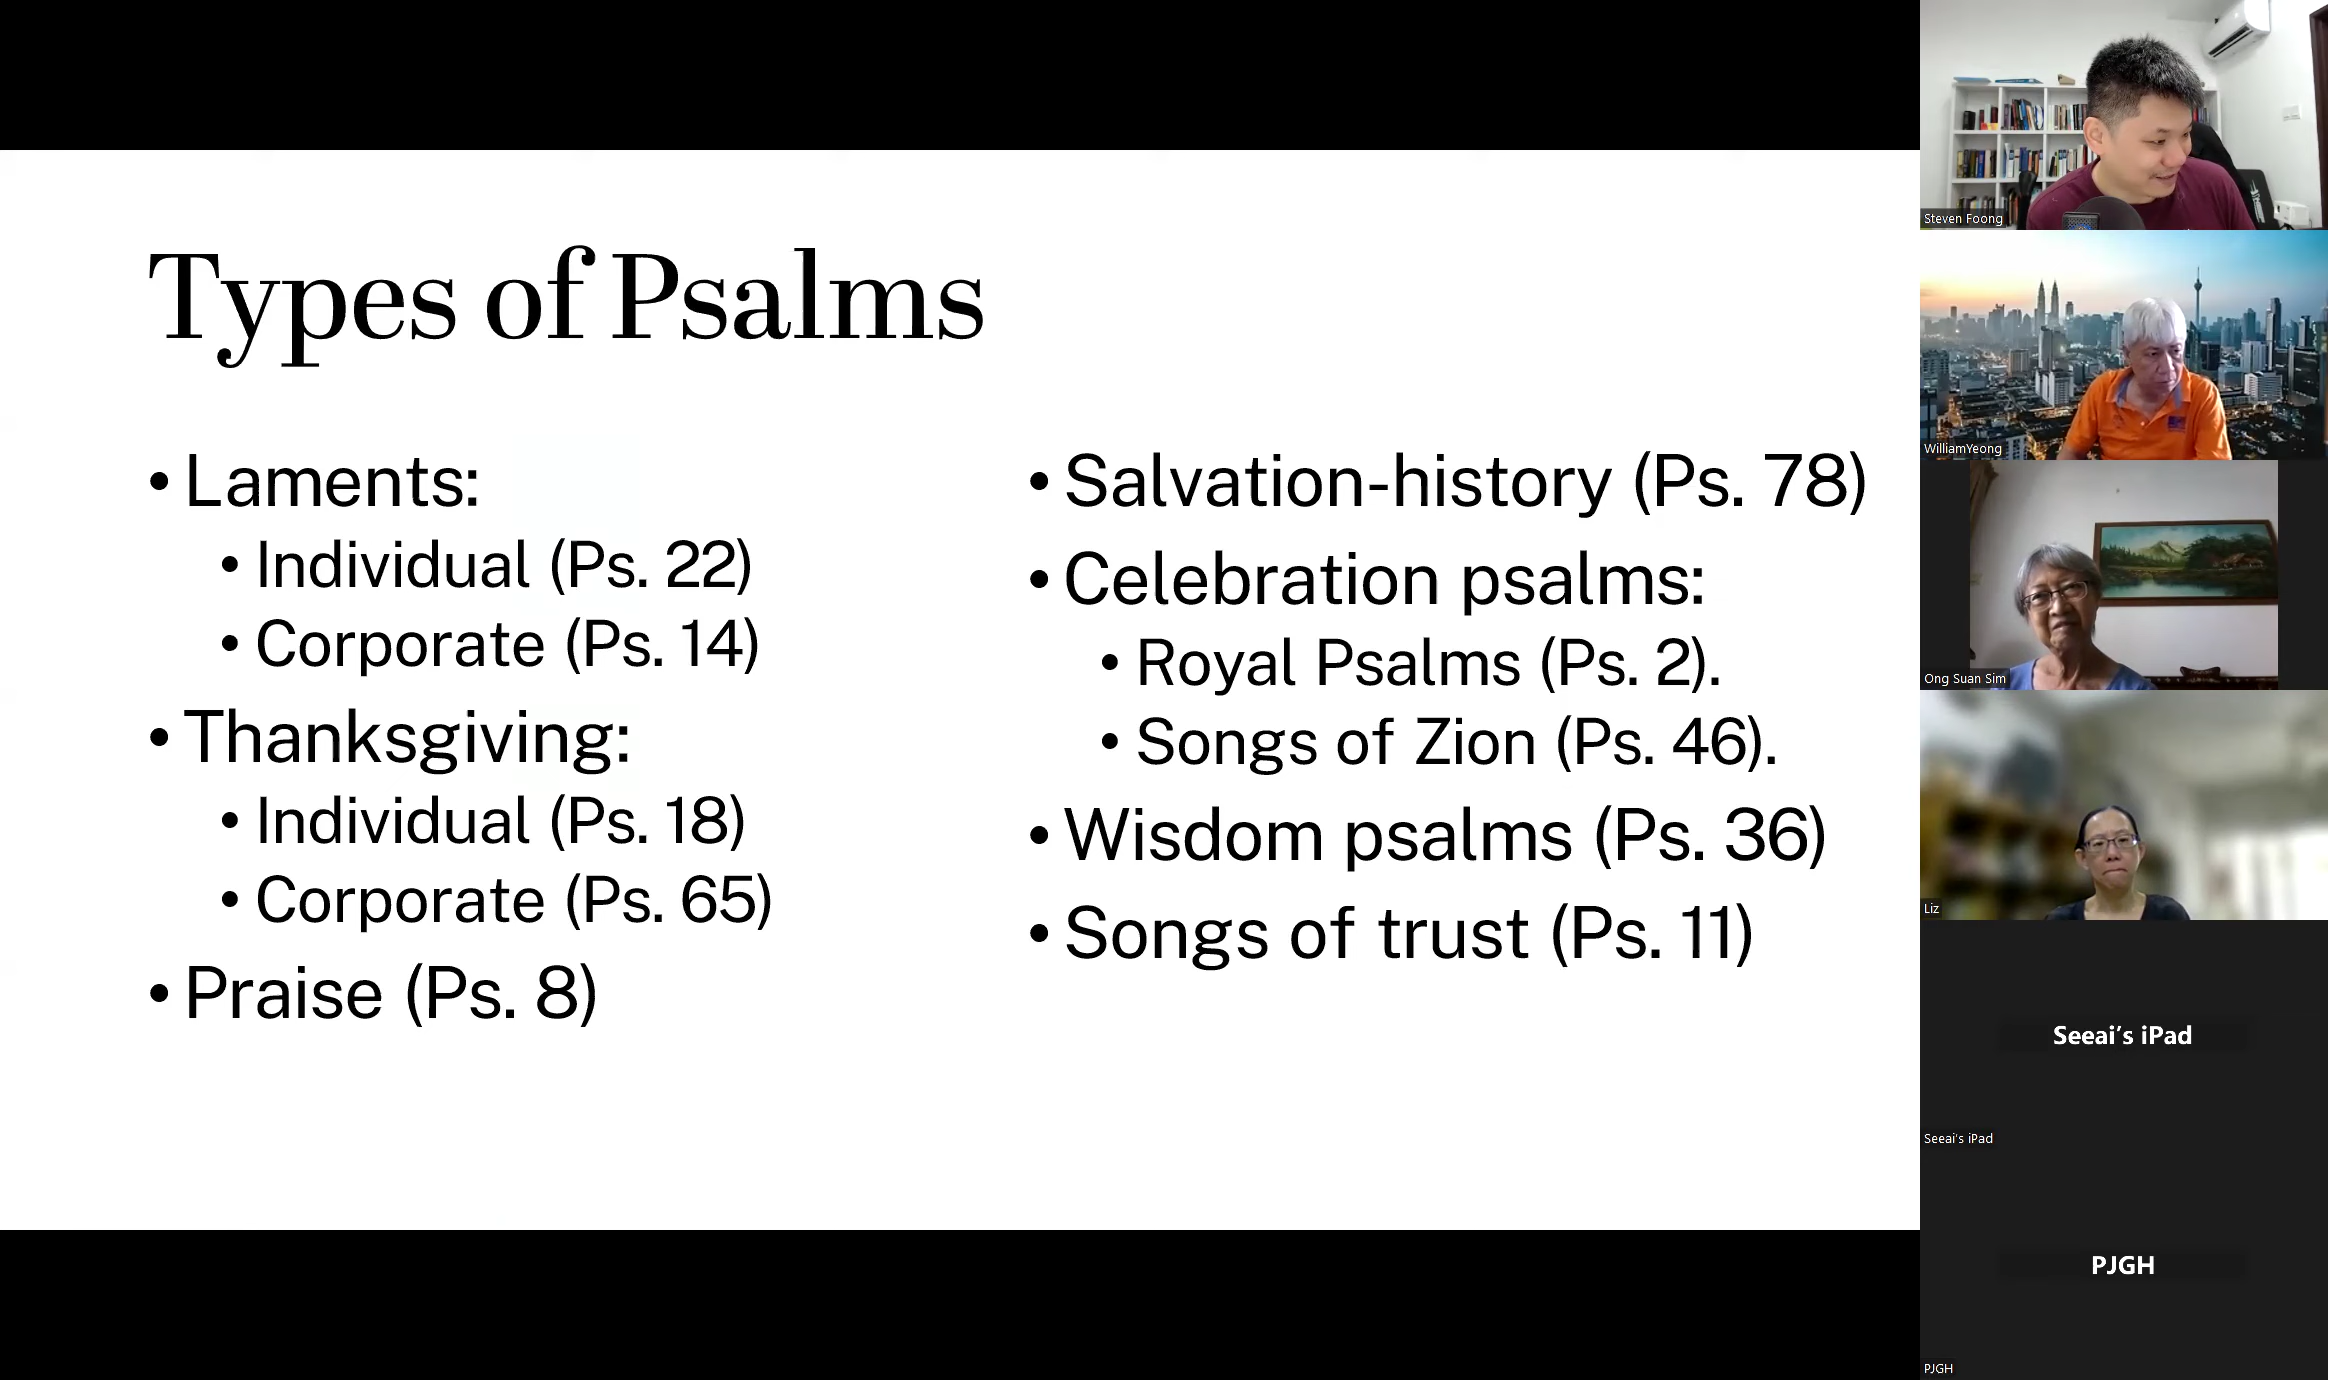 Types of Psalms
• Laments:
• Individual (Ps. 22)
• Corporate (Ps. 14)
• Thanksgiving:
• Individual (Ps. 18)
• Corporate (Ps. 65)
• Praise (Ps. 8)
• Salvation-history (Ps. 78)
• Celebration psalms:
• Royal Psalms (Ps. 2).
• Songs of Zion (Ps. 46).
• Wisdom psalms (Ps. 36)
• Songs of trust (Ps. 11)
Steven Foong
WilliamYeong
Ong Suan Sim
Liz
Seeai's iPad
Seeai's iPad
PJGH
PJGH